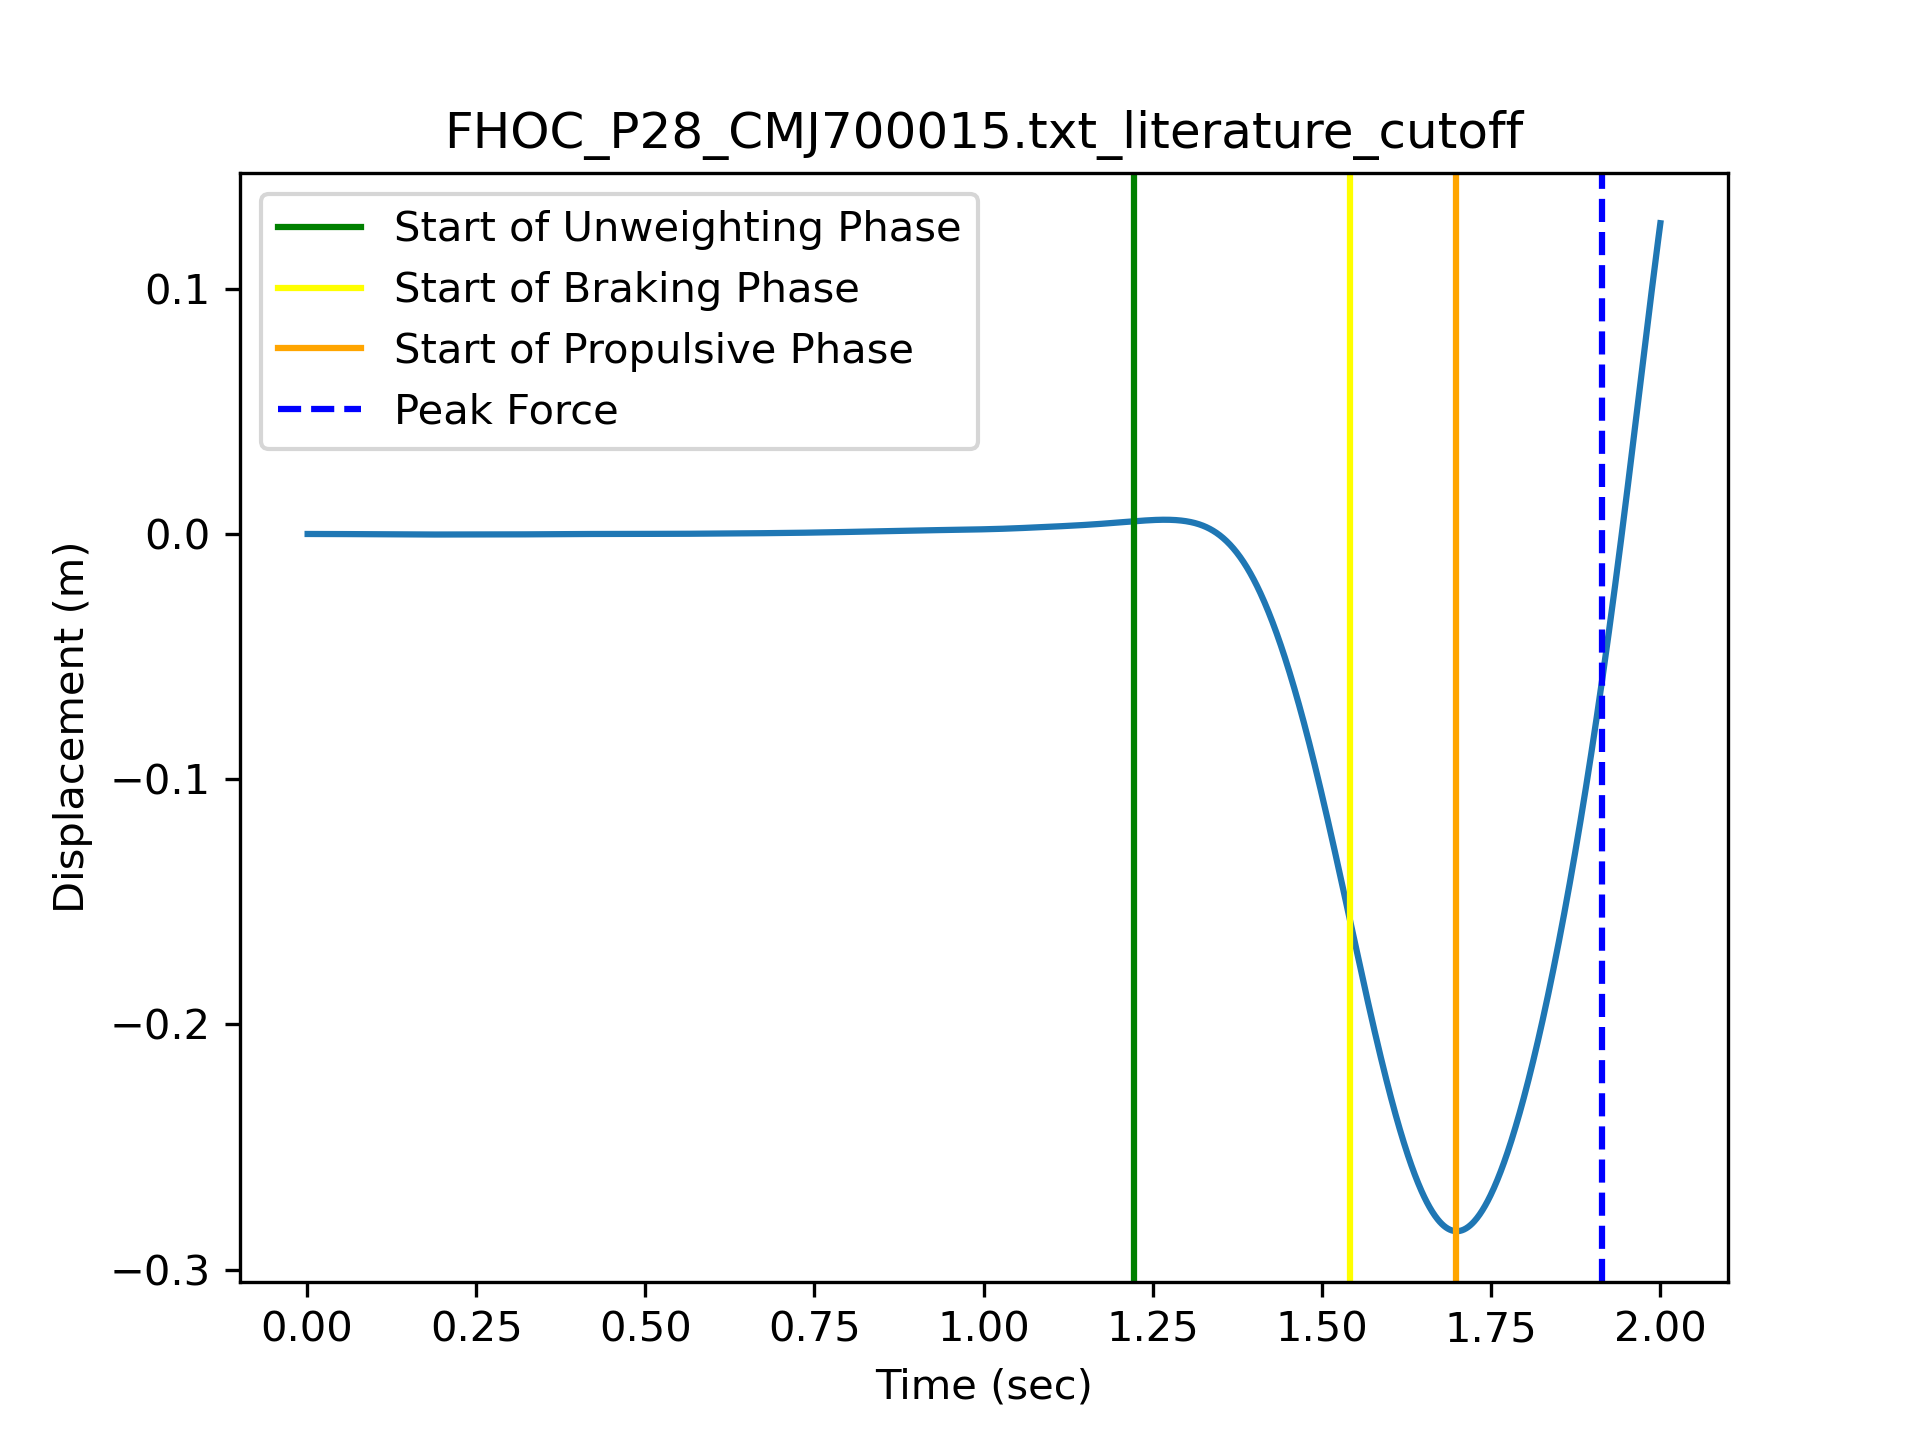 FHOC_P28_CMJ700015.txt_literature_cutoff
Start of Unweighting Phase
Start of Braking Phase
Start of Propulsive Phase
Peak Force
0.1
0.0
−0.1
−0.2
−0.3
Displacement (m)
0.00 0.25 0.50 0.75 1.00 1.25 1.50 1.75 2.00
Time (sec)